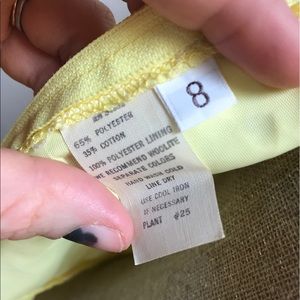 8
65% POLYESTER
35% COTTON
100% POLYESTER LINING
WE RECOMMEND WOOLITE
SEPARATE COLORS
HAND WASH COLD
LINE DRY
USE COOL IRON
IF NECESSARY
PLANT #25